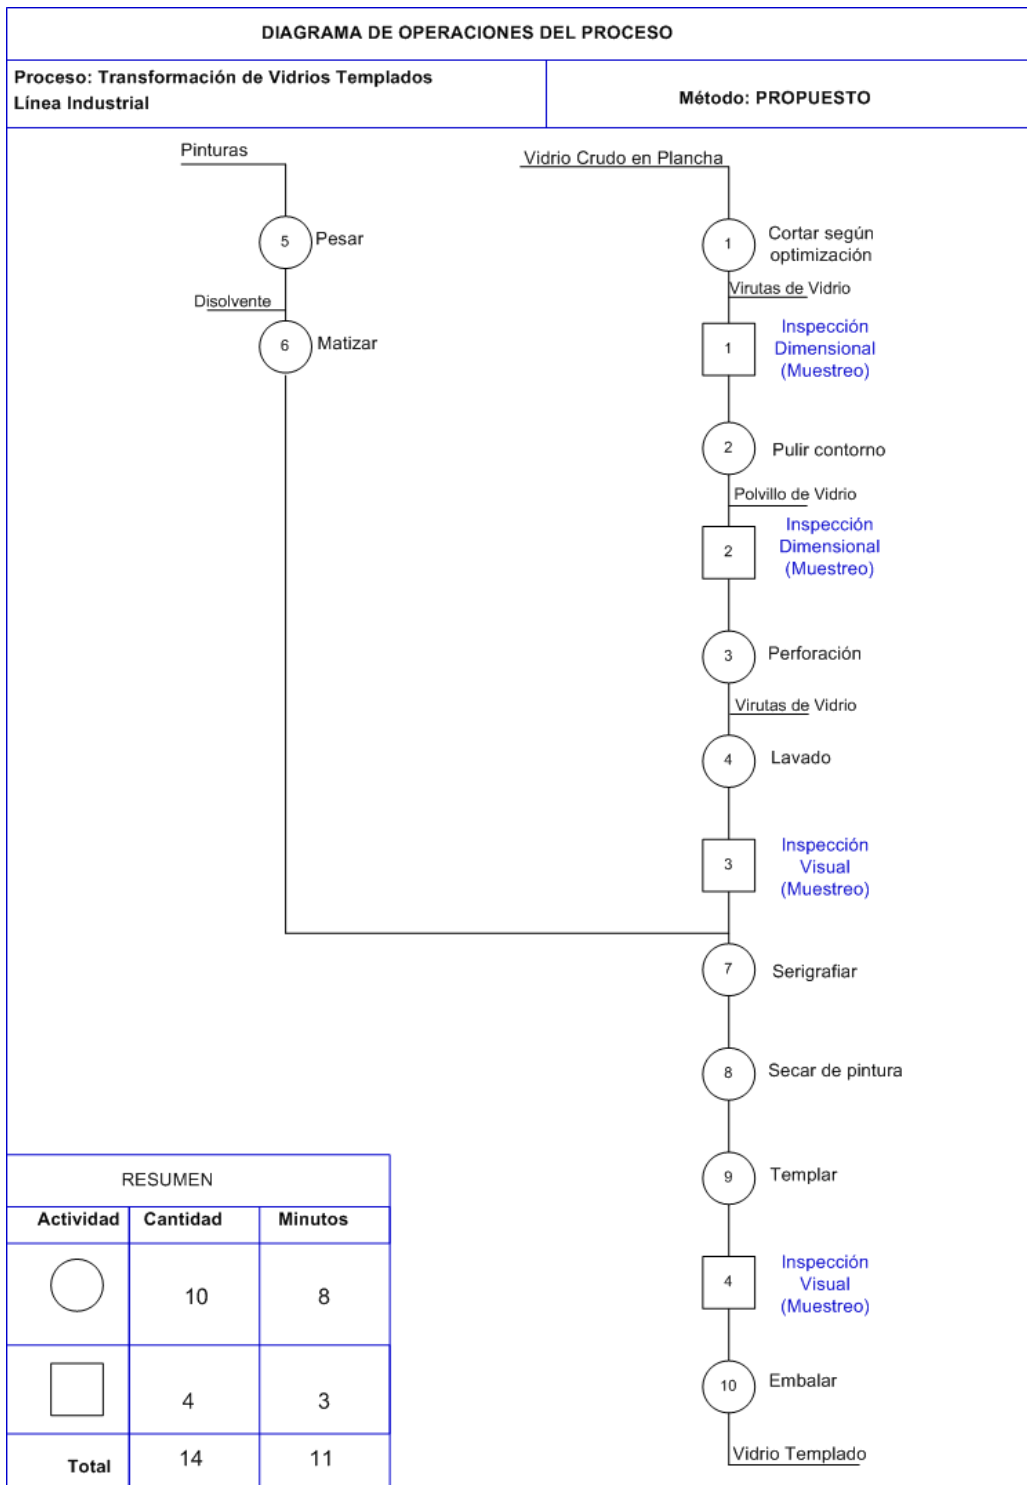 DIAGRAMA DE OPERACIONES DEL PROCESO
Proceso: Transformación de Vidrios Templados
Línea Industrial
Método: PROPUESTO
Pinturas
5
Pesar
Disolvente
6
Matizar
Vidrio Crudo en Plancha
1
Cortar según
optimización
Virutas de Vidrio
1
Inspección
Dimensional
(Muestreo)
2
Pulir contorno
Polvillo de Vidrio
2
Inspección
Dimensional
(Muestreo)
3
Perforación
Virutas de Vidrio
4
Lavado
3
Inspección
Visual
(Muestreo)
7
Serigrafiar
8
Secar de pintura
9
Templar
4
Inspección
Visual
(Muestreo)
10
Embalar
Vidrio Templado
RESUMEN
Actividad Cantidad Minutos
10 8
4 3
Total 14 11